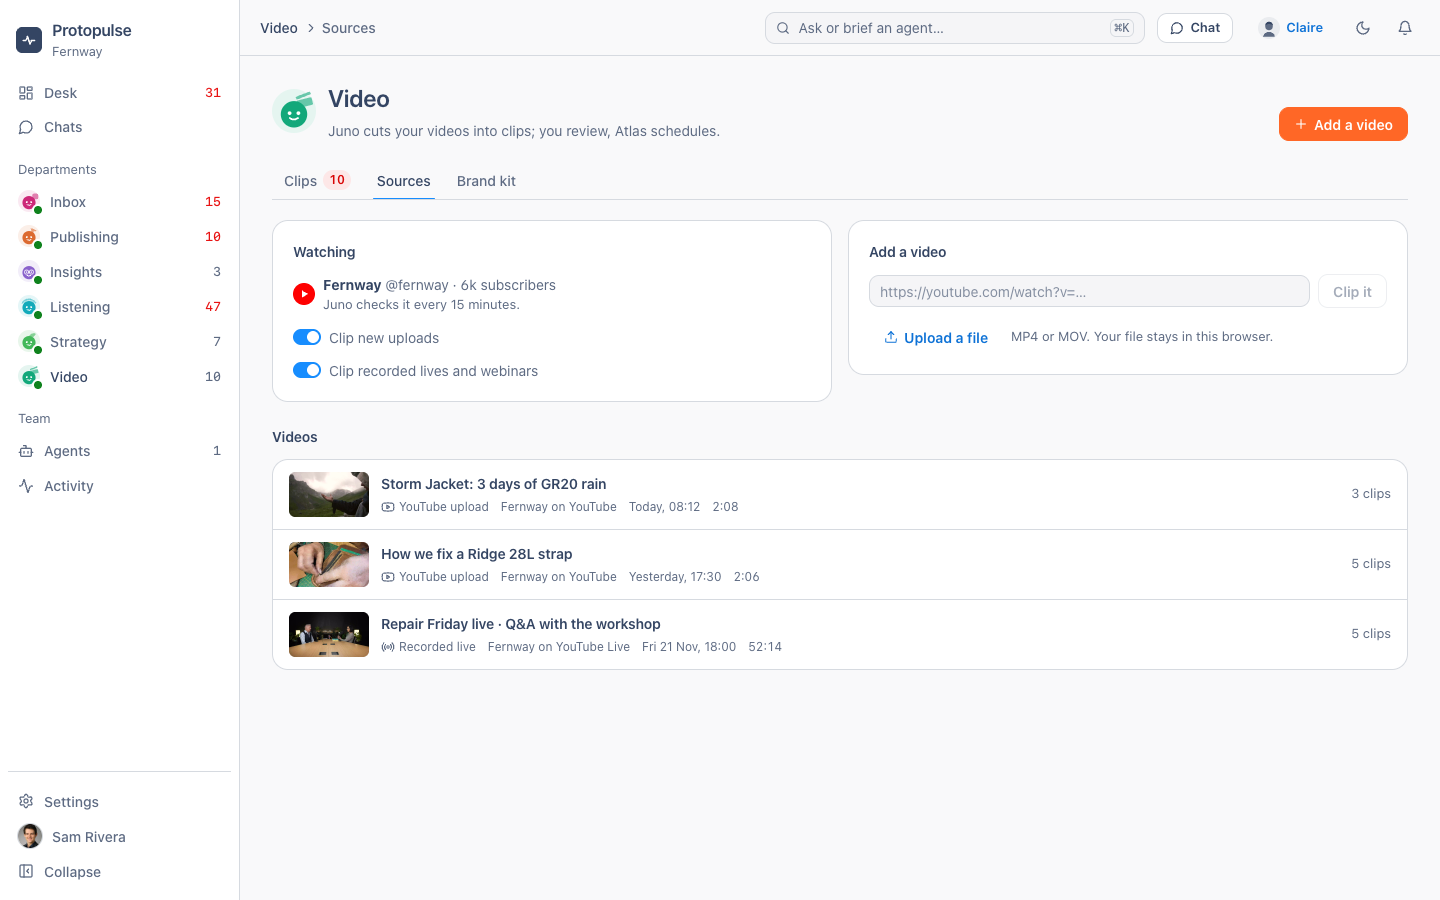 Protopulse
Fernway
Desk 31
Chats
Departments
Inbox 15
Publishing 10
Insights 3
Listening 47
Strategy 7
Video 10
Team
Agents 1
Activity
Settings
Sam Rivera
Collapse
Video > Sources
Ask or brief an agent... ⌘K
Chat
Claire
Video
Juno cuts your videos into clips; you review, Atlas schedules.
+ Add a video
Clips 10
Sources
Brand kit
Watching
Fernway @fernway · 6k subscribers
Juno checks it every 15 minutes.
Clip new uploads
Clip recorded lives and webinars
Add a video
https://youtube.com/watch?v=...
Clip it
Upload a file
MP4 or MOV. Your file stays in this browser.
Videos
Storm Jacket: 3 days of GR20 rain
YouTube upload Fernway on YouTube Today, 08:12 2:08
3 clips
How we fix a Ridge 28L strap
YouTube upload Fernway on YouTube Yesterday, 17:30 2:06
5 clips
Repair Friday live · Q&A with the workshop
Recorded live Fernway on YouTube Live Fri 21 Nov, 18:00 52:14
5 clips